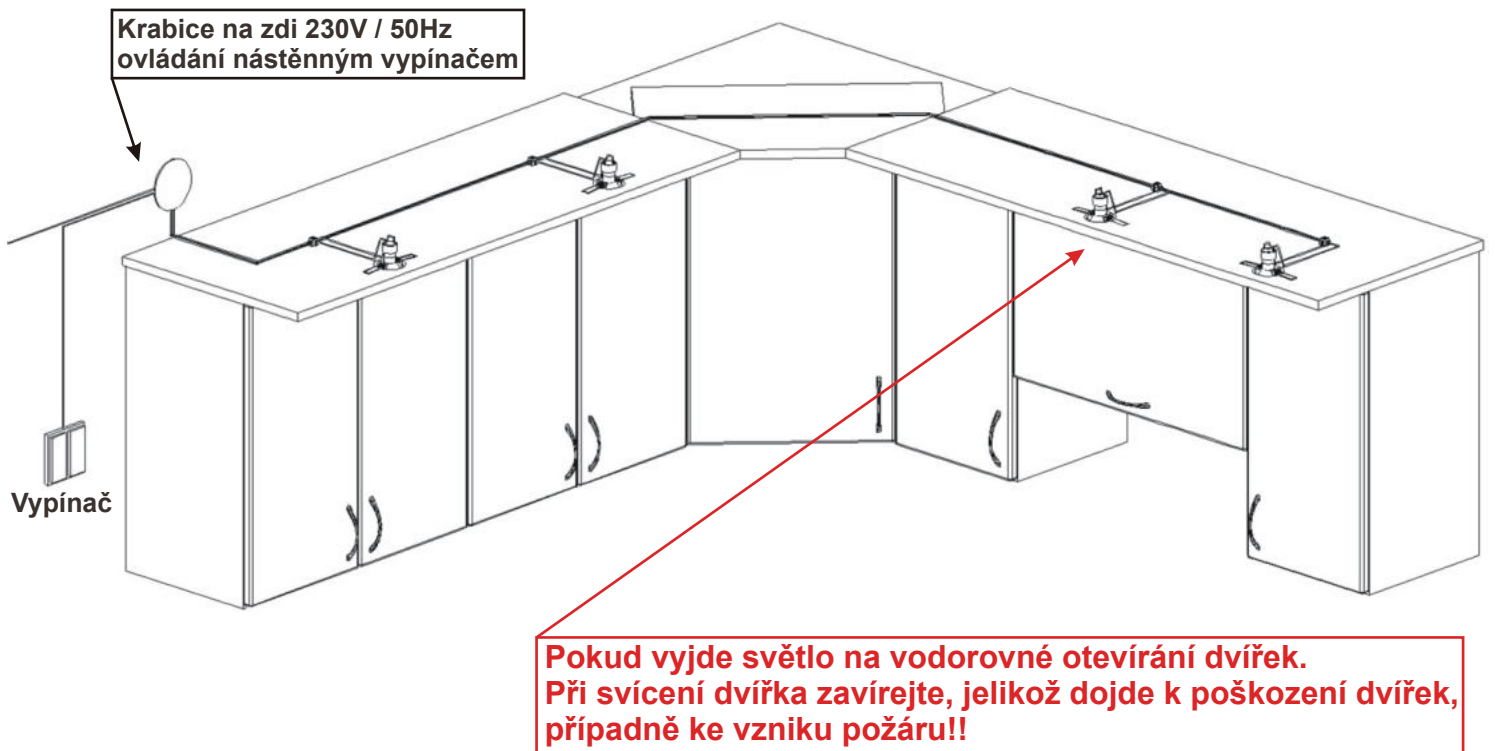 Krabice na zdi 230V / 50Hz
ovládání nástěnným vypínačem
Vypínač
Pokud vyjde světlo na vodorovné otevírání dvířek.
Při svícení dvířka zavírejte, jelikož dojde k poškození dvířek,
případně ke vzniku požáru!!